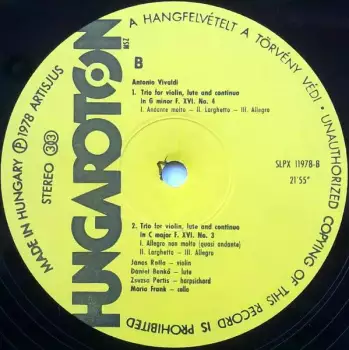 A HANGFELVÉTELT A TÖRVÉNY VÉDI · UNAUTHORIZED COPYING OF THIS RECORD IS PROHIBITED
MADE IN HUNGARY Ⓟ 1978 ARTISJUS
STEREO 33
HUNGAROTON
MSZ
B
Antonio Vivaldi
1. Trio for violin, lute and continuo
in G minor F. XVI. No. 4
I. Andante molto – II. Larghetto – III. Allegro
SLPX 11978-B
21'55"
2. Trio for violin, lute and continuo
in C major F. XVI. No. 3
I. Allegro non molto (quasi andante)
II. Larghetto – III. Allegro
János Rolla – violin
Daniel Benkő – lute
Zsuzsa Pertis – harpsichord
Mária Frank – cello